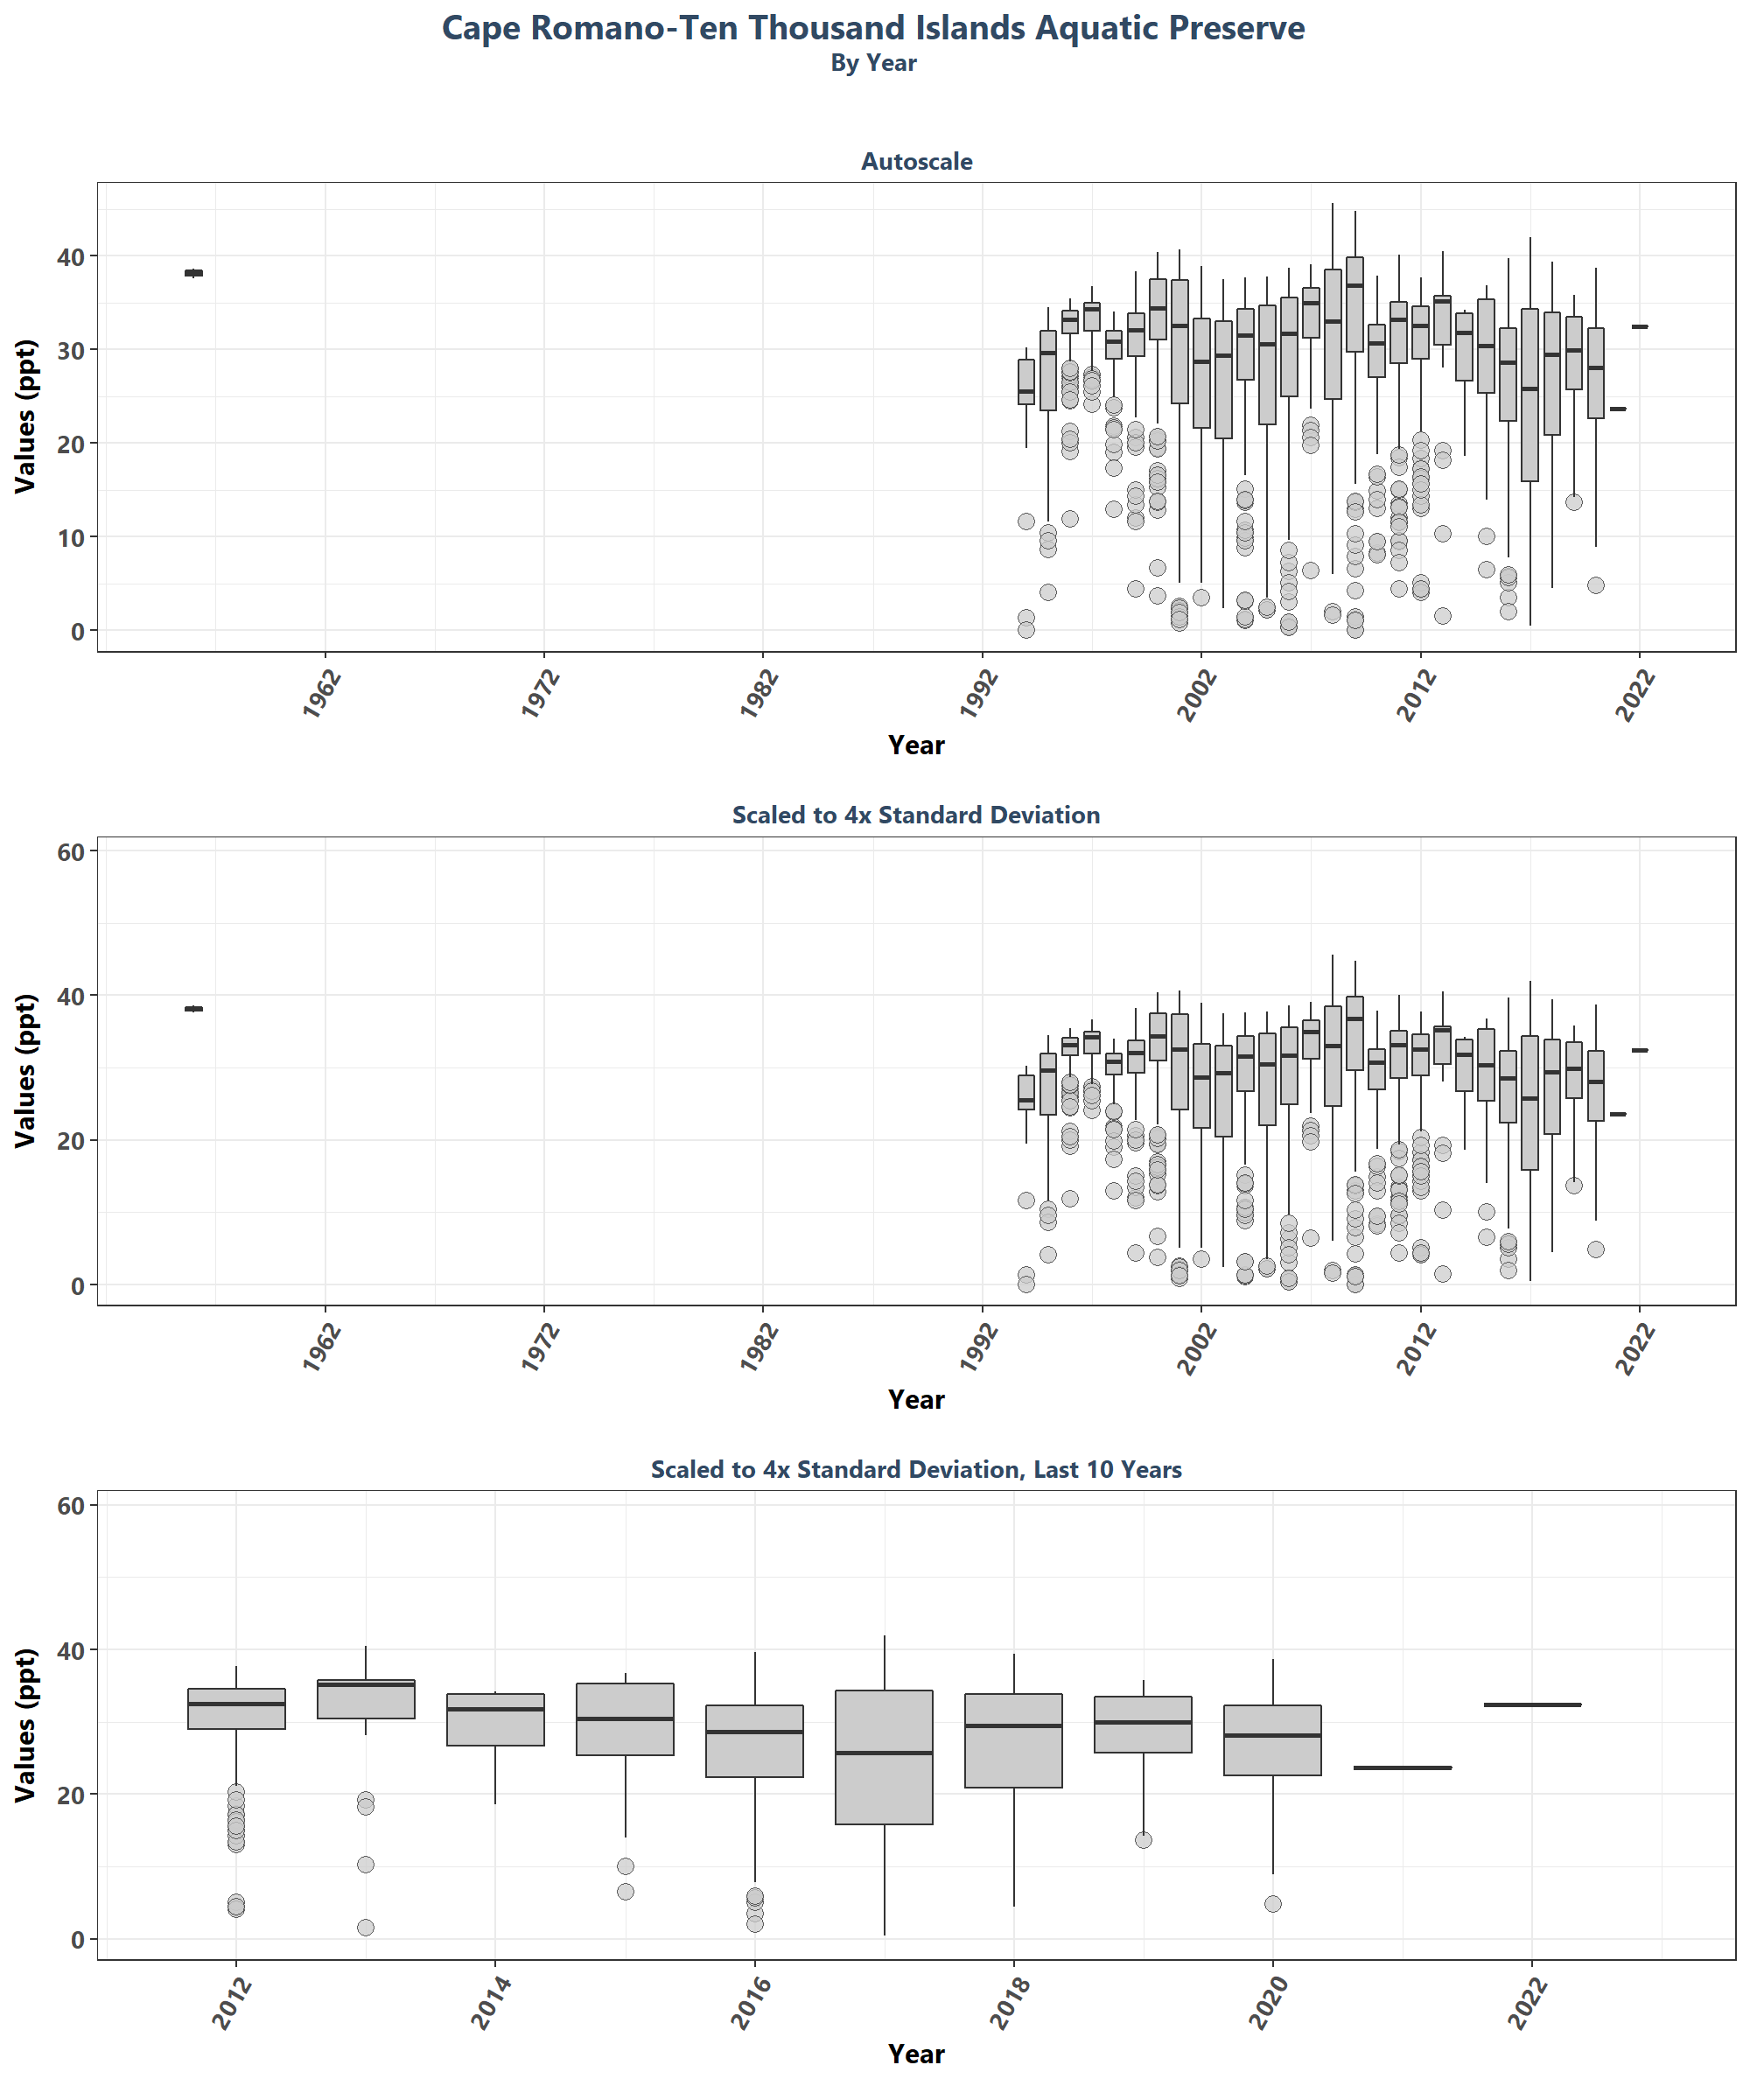 Cape Romano-Ten Thousand Islands Aquatic Preserve
By Year
Autoscale
Values (ppt)
40
30
20
10
0
1962 1972 1982 1992 2002 2012 2022
Year
Scaled to 4x Standard Deviation
Values (ppt)
60
40
20
0
1962 1972 1982 1992 2002 2012 2022
Year
Scaled to 4x Standard Deviation, Last 10 Years
Values (ppt)
60
40
20
0
2012 2014 2016 2018 2020 2022
Year